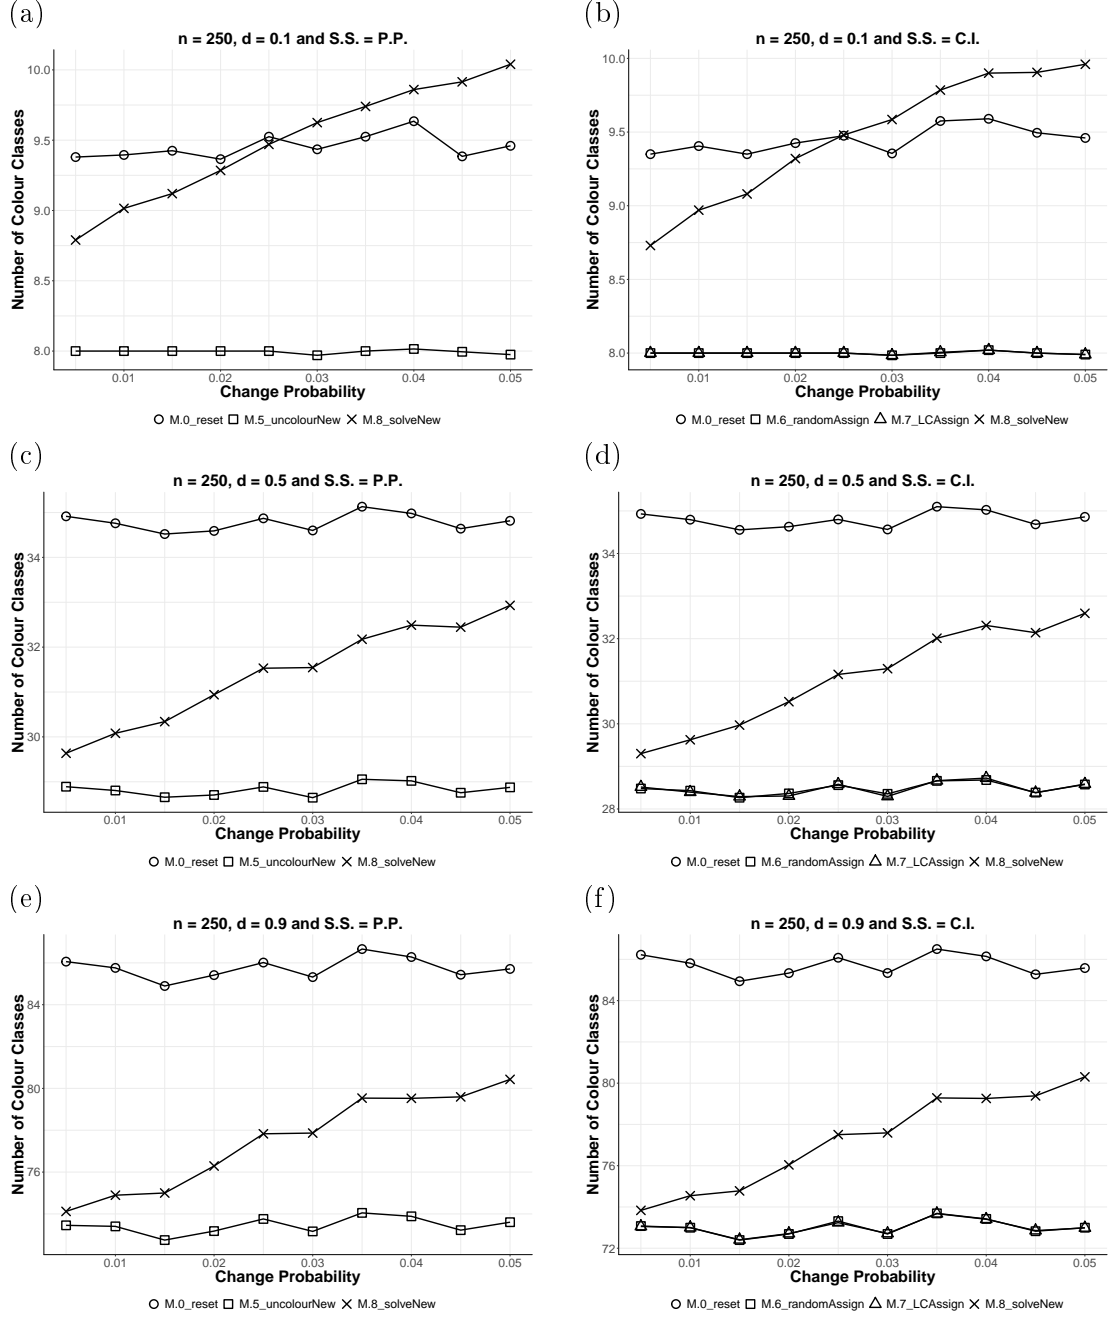 (a)
n = 250, d = 0.1 and S.S. = P.P.
Number of Colour Classes
10.0
9.5
9.0
8.5
8.0
0.01 0.02 0.03 0.04 0.05
Change Probability
M.0_reset M.5_uncolourNew M.8_solveNew
(b)
n = 250, d = 0.1 and S.S. = C.I.
Number of Colour Classes
10.0
9.5
9.0
8.5
8.0
0.01 0.02 0.03 0.04 0.05
Change Probability
M.0_reset M.6_randomAssign M.7_LCAssign M.8_solveNew
(c)
n = 250, d = 0.5 and S.S. = P.P.
Number of Colour Classes
34
32
30
0.01 0.02 0.03 0.04 0.05
Change Probability
M.0_reset M.5_uncolourNew M.8_solveNew
(d)
n = 250, d = 0.5 and S.S. = C.I.
Number of Colour Classes
34
32
30
28
0.01 0.02 0.03 0.04 0.05
Change Probability
M.0_reset M.6_randomAssign M.7_LCAssign M.8_solveNew
(e)
n = 250, d = 0.9 and S.S. = P.P.
Number of Colour Classes
84
80
76
0.01 0.02 0.03 0.04 0.05
Change Probability
M.0_reset M.5_uncolourNew M.8_solveNew
(f)
n = 250, d = 0.9 and S.S. = C.I.
Number of Colour Classes
84
80
76
72
0.01 0.02 0.03 0.04 0.05
Change Probability
M.0_reset M.6_randomAssign M.7_LCAssign M.8_solveNew